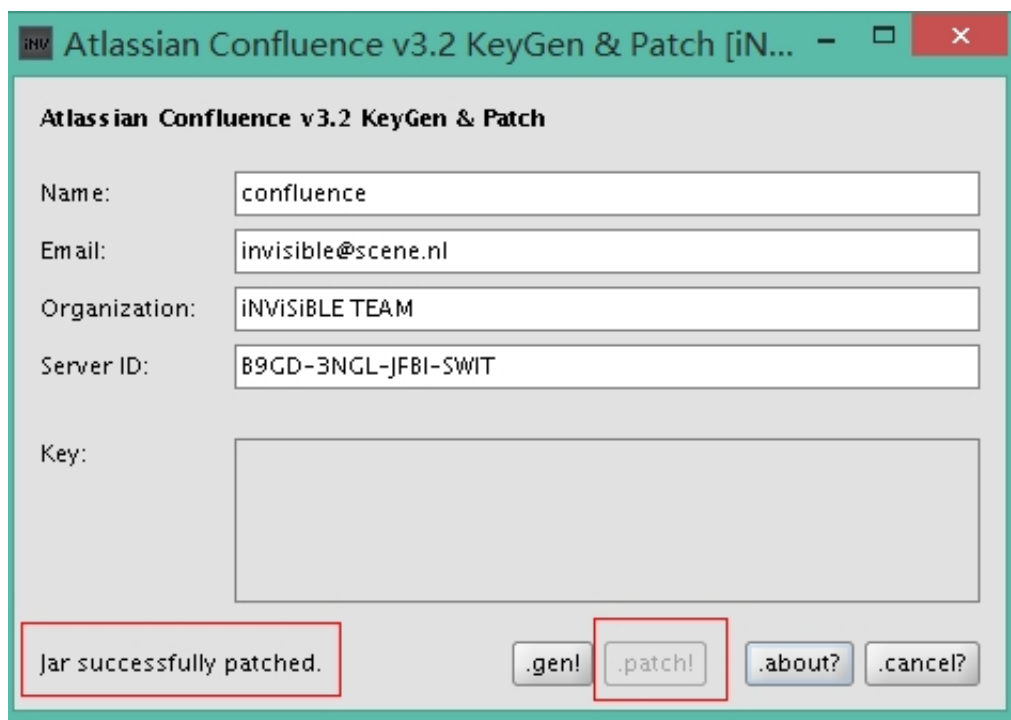 iNV Atlassian Confluence v3.2 KeyGen & Patch [iN...
Atlassian Confluence v3.2 KeyGen & Patch
Name: confluence
Email: invisible@scene.nl
Organization: iNViSiBLE TEAM
Server ID: B9GD-3NGL-JFBI-SWIT
Key:
Jar successfully patched. .gen! .patch! .about? .cancel?